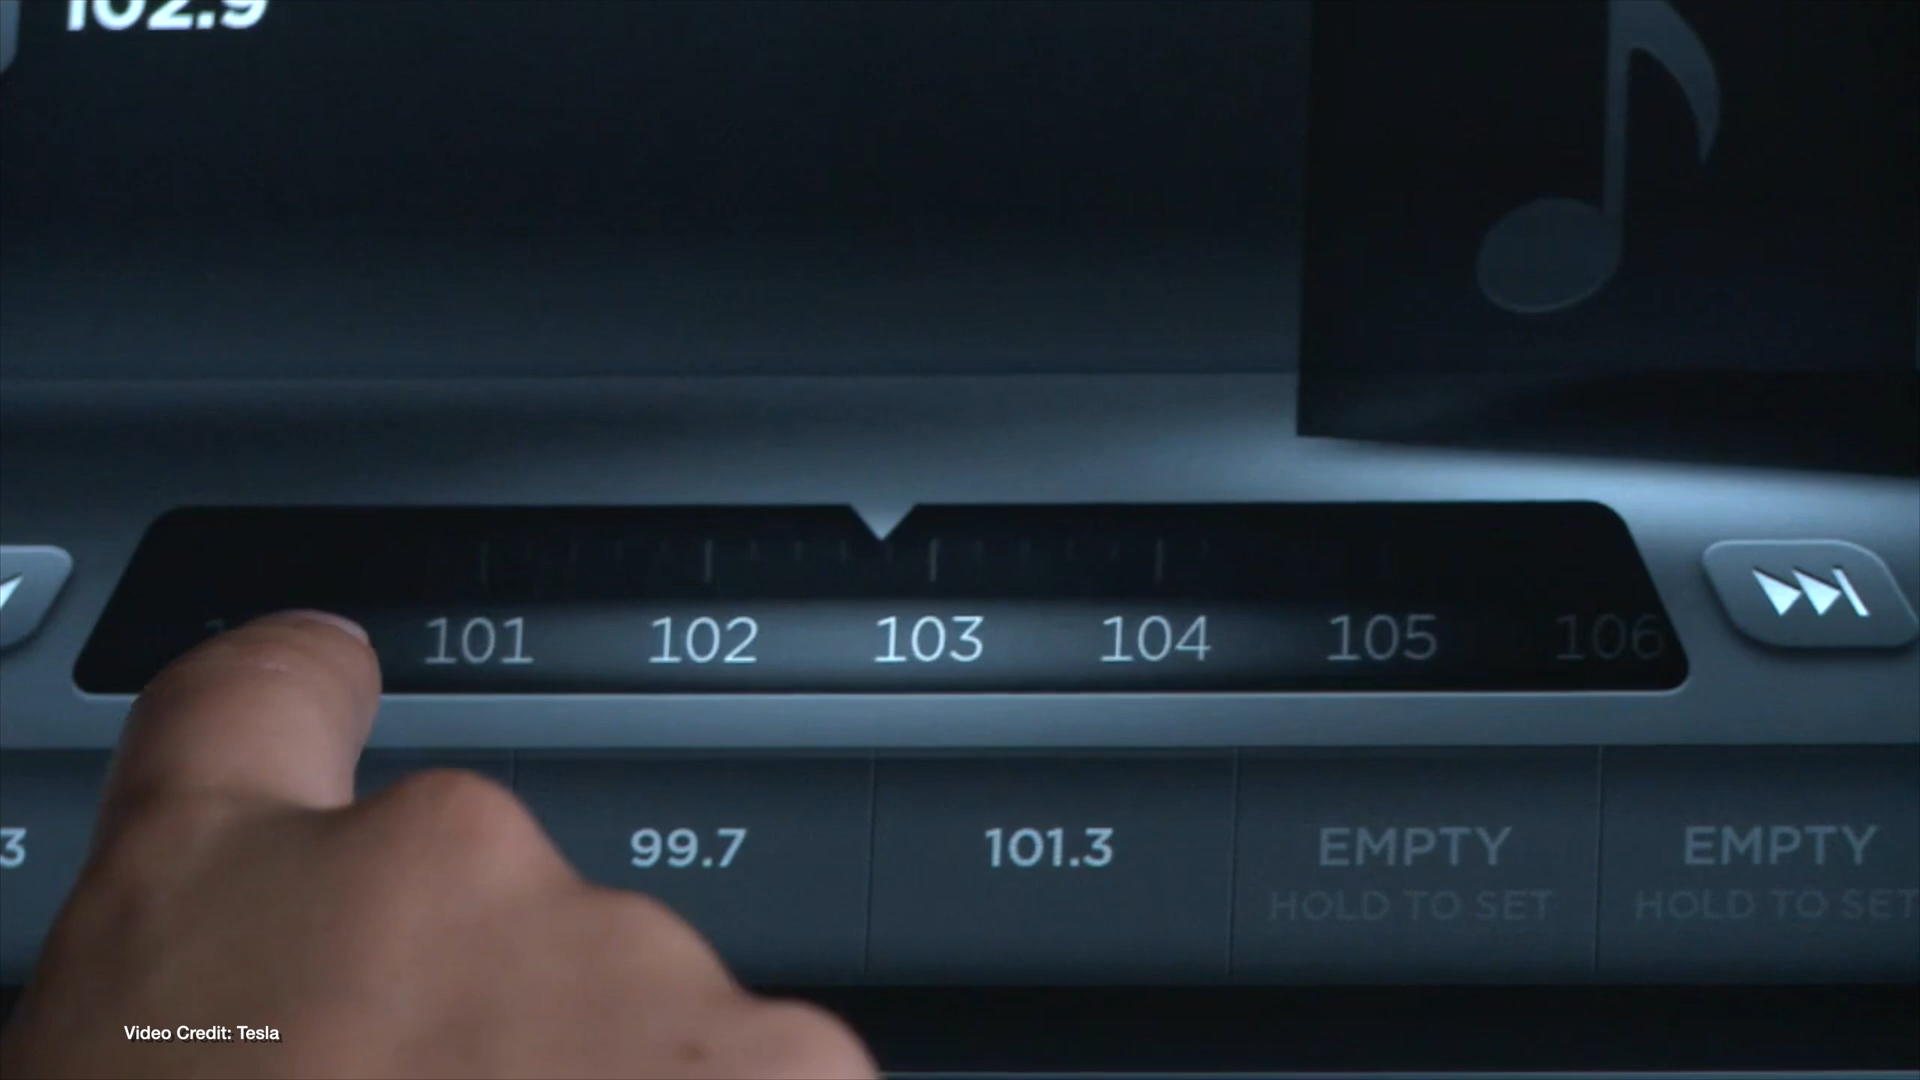 102.9
101 102 103 104 105 106
3 99.7 101.3 EMPTY EMPTY
HOLD TO SET HOLD TO SET
Video Credit: Tesla